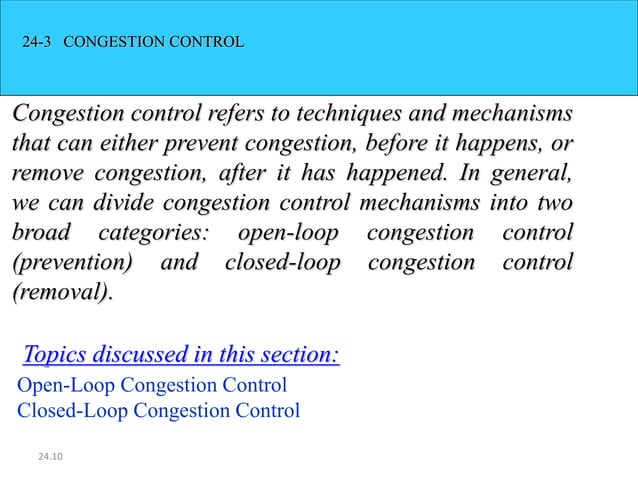 24-3 CONGESTION CONTROL
Congestion control refers to techniques and mechanisms
that can either prevent congestion, before it happens, or
remove congestion, after it has happened. In general,
we can divide congestion control mechanisms into two
broad categories: open-loop congestion control
(prevention) and closed-loop congestion control
(removal).
Topics discussed in this section:
Open-Loop Congestion Control
Closed-Loop Congestion Control
24.10